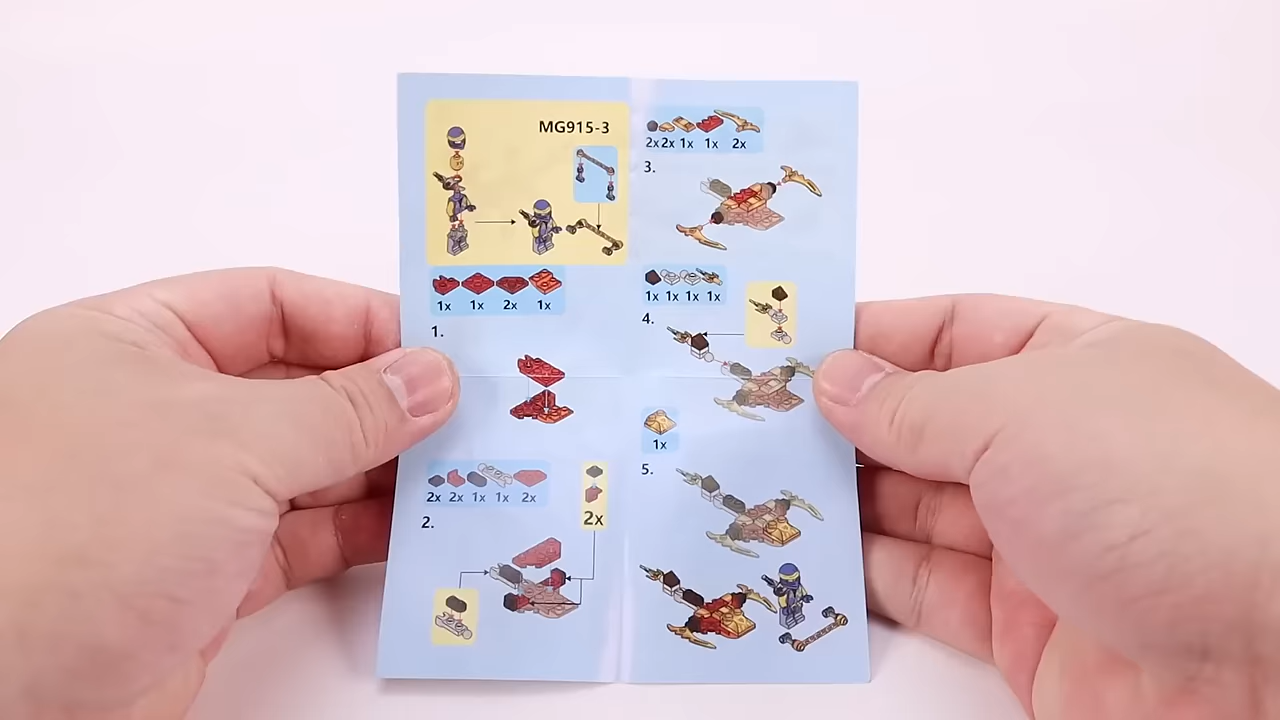 MG915-3
1x 1x 2x 1x
1.
2x 2x 1x 1x 2x
2x
2.
2x 2x 1x 1x 2x
3.
1x 1x 1x 1x
4.
1x
5.